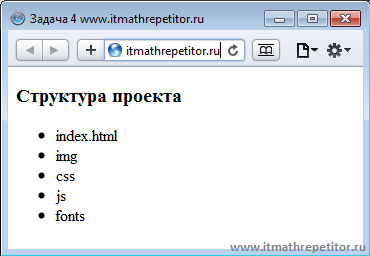 Задача 4 www.itmathrepetitor.ru
itmathrepetitor.ru
Структура проекта
index.html
img
css
js
fonts
www.itmathrepetitor.ru